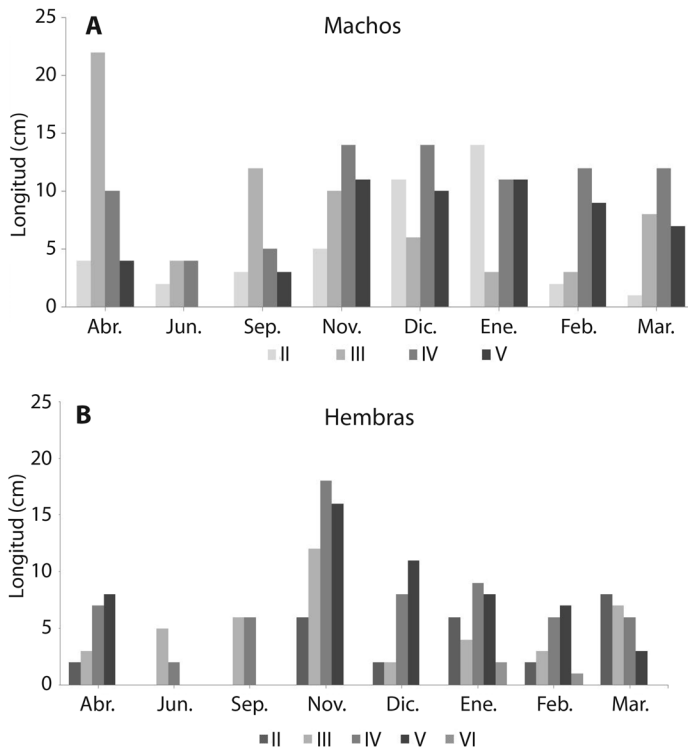 A Machos
Longitud (cm)
25
20
15
10
5
0
Abr. Jun. Sep. Nov. Dic. Ene. Feb. Mar.
II III IV V
B Hembras
Longitud (cm)
25
20
15
10
5
0
Abr. Jun. Sep. Nov. Dic. Ene. Feb. Mar.
II III IV V VI